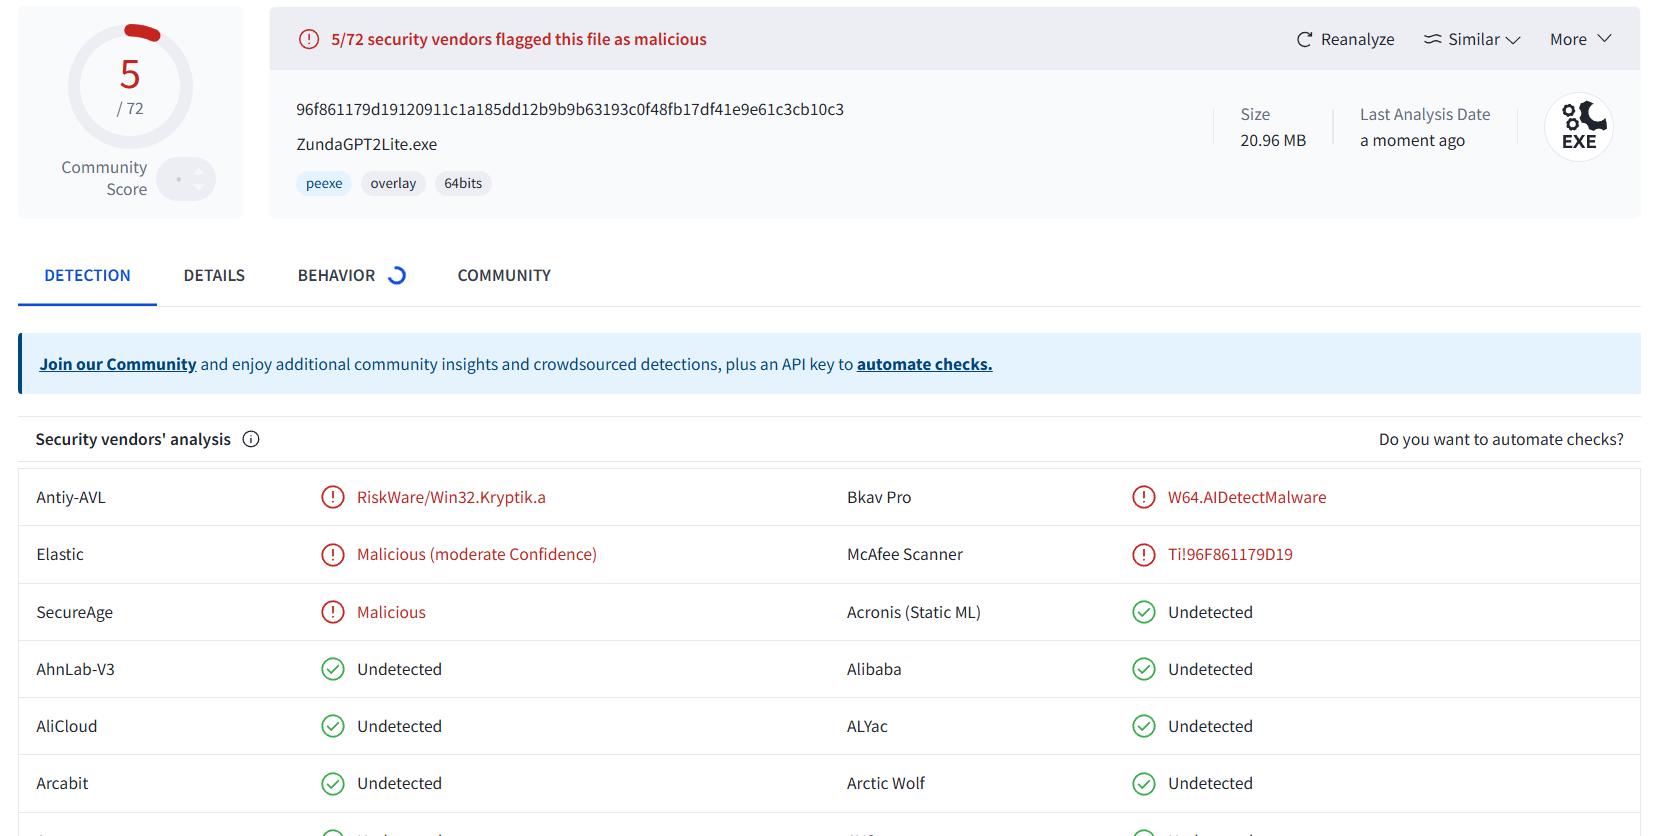 5
/ 72
Community
Score
5/72 security vendors flagged this file as malicious
Reanalyze
Similar
More
96f861179d19120911c1a185dd12b9b9b63193c0f48fb17df41e9e61c3cb10c3
ZundaGPT2Lite.exe
peexe
overlay
64bits
Size
20.96 MB
Last Analysis Date
a moment ago
EXE
DETECTION
DETAILS
BEHAVIOR
COMMUNITY
Join our Community and enjoy additional community insights and crowdsourced detections, plus an API key to automate checks.
Security vendors' analysis
Do you want to automate checks?
Antiy-AVL
RiskWare/Win32.Kryptik.a
Bkav Pro
W64.AIDetectMalware
Elastic
Malicious (moderate Confidence)
McAfee Scanner
Ti!96F861179D19
SecureAge
Malicious
Acronis (Static ML)
Undetected
AhnLab-V3
Undetected
Alibaba
Undetected
AliCloud
Undetected
ALYac
Undetected
Arcabit
Undetected
Arctic Wolf
Undetected